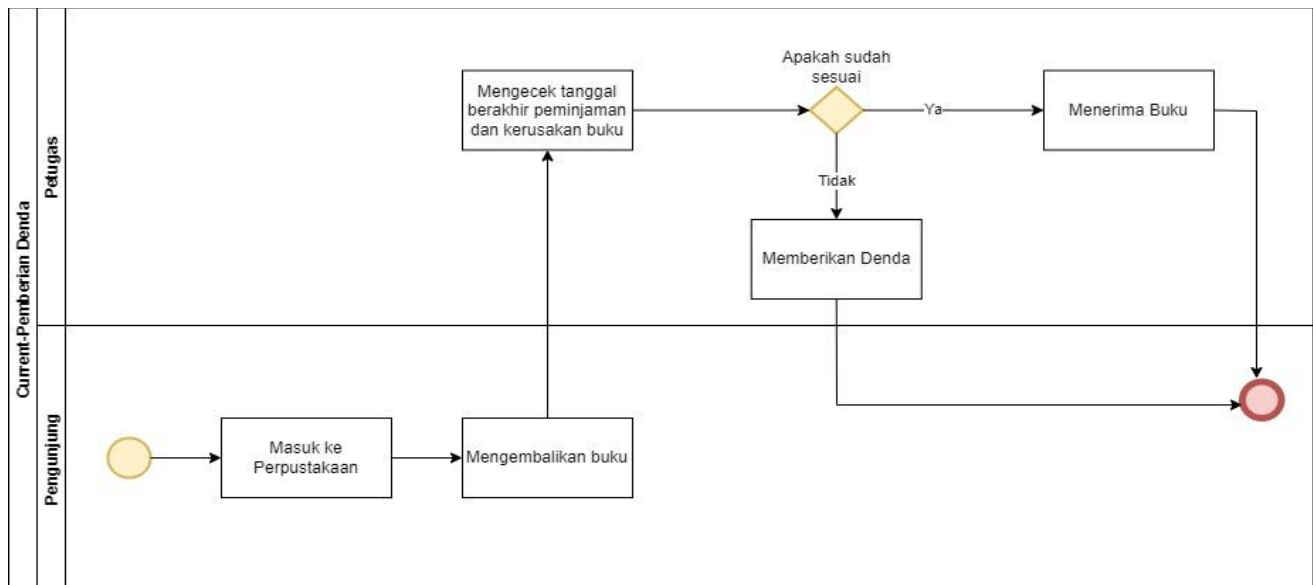 Current-Pemberian Denda
Petugas
Mengecek tanggal
berakhir peminjaman
dan kerusakan buku
Apakah sudah
sesuai
Ya
Menerima Buku
Tidak
Memberikan Denda
Pengunjung
Masuk ke
Perpustakaan
Mengembalikan buku